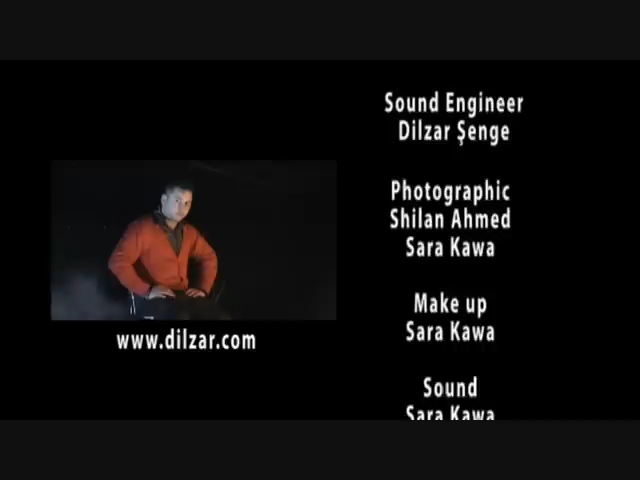 Sound Engineer
Dilzar Şenge
Photographic
Shilan Ahmed
Sara Kawa
Make up
Sara Kawa
Sound
Sara Kawa
www.dilzar.com